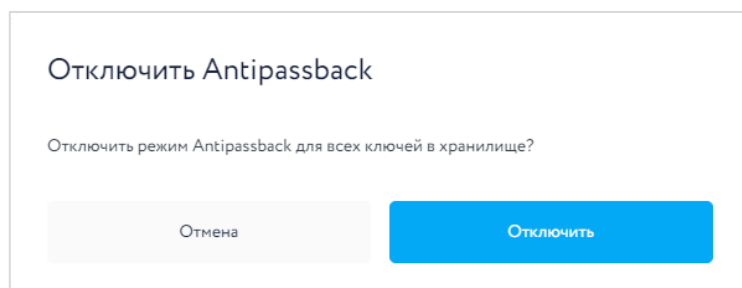 Отключить Antipassback
Отключить режим Antipassback для всех ключей в хранилище?
Отмена
Отключить